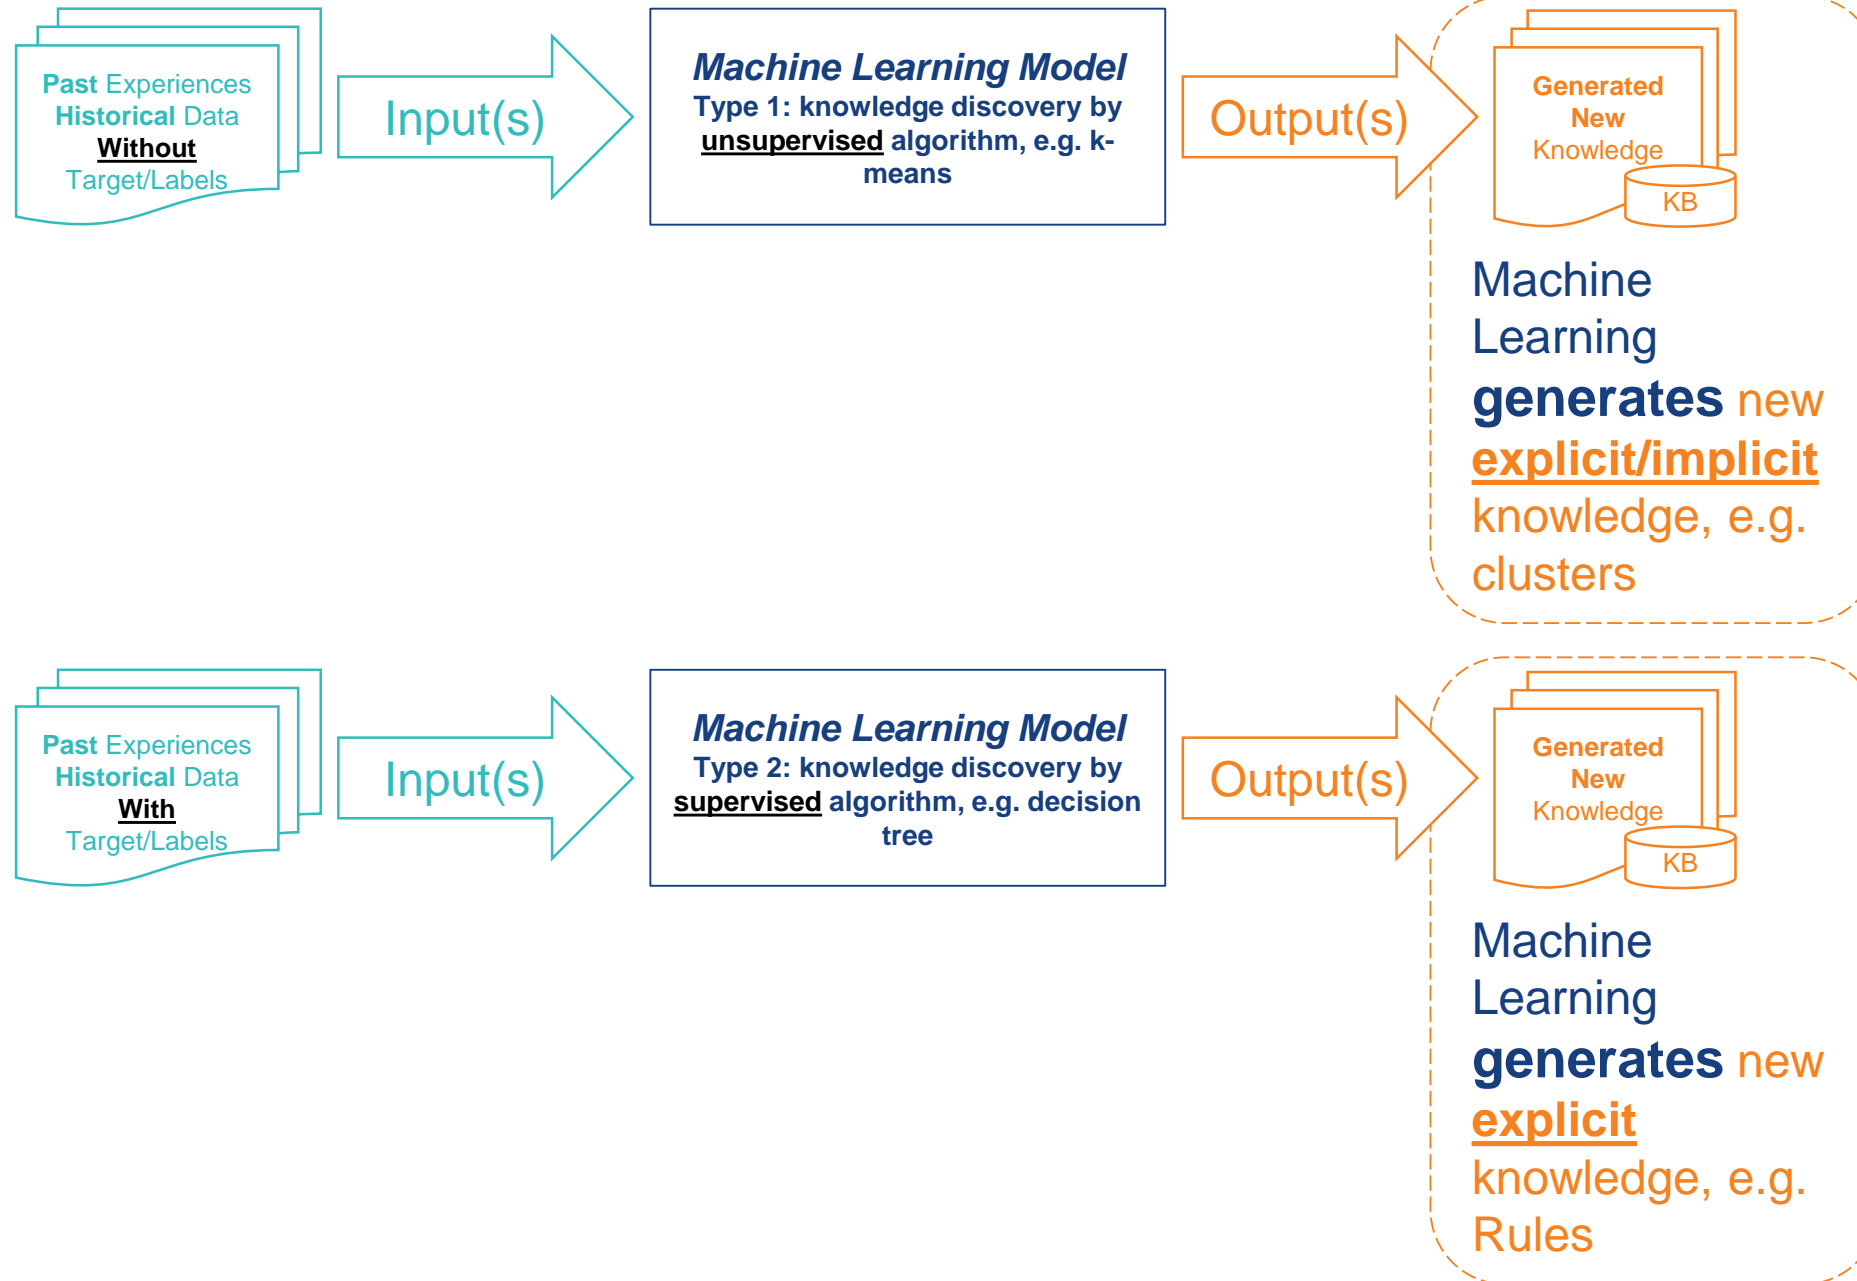 Past Experiences
Historical Data
Without
Target/Labels
Input(s)
Machine Learning Model
Type 1: knowledge discovery by
unsupervised algorithm, e.g. k-
means
Output(s)
Generated
New
Knowledge
KB
Machine
Learning
generates new
explicit/implicit
knowledge, e.g.
clusters
Past Experiences
Historical Data
With
Target/Labels
Input(s)
Machine Learning Model
Type 2: knowledge discovery by
supervised algorithm, e.g. decision
tree
Output(s)
Generated
New
Knowledge
KB
Machine
Learning
generates new
explicit
knowledge, e.g.
Rules